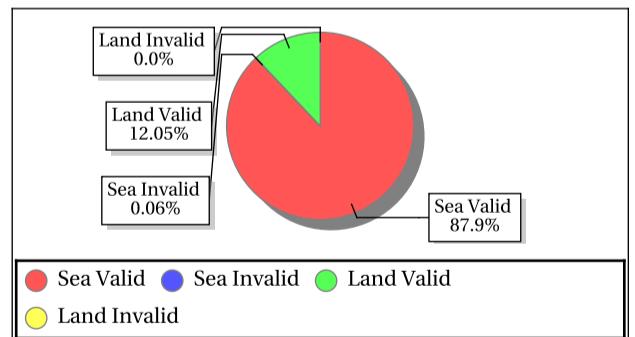 Land Invalid
0.0%
Land Valid
12.05%
Sea Invalid
0.06%
Sea Valid
87.9%
Sea Valid
Sea Invalid
Land Valid
Land Invalid